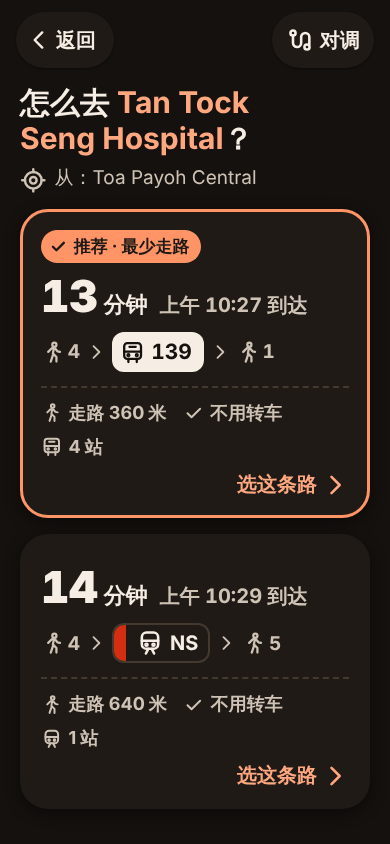 返回
对调
怎么去 Tan Tock
Seng Hospital？
从：Toa Payoh Central
推荐 · 最少走路
13 分钟 上午 10:27 到达
4 139 1
走路 360 米 不用转车
4 站
选这条路
14 分钟 上午 10:29 到达
4 NS 5
走路 640 米 不用转车
1 站
选这条路